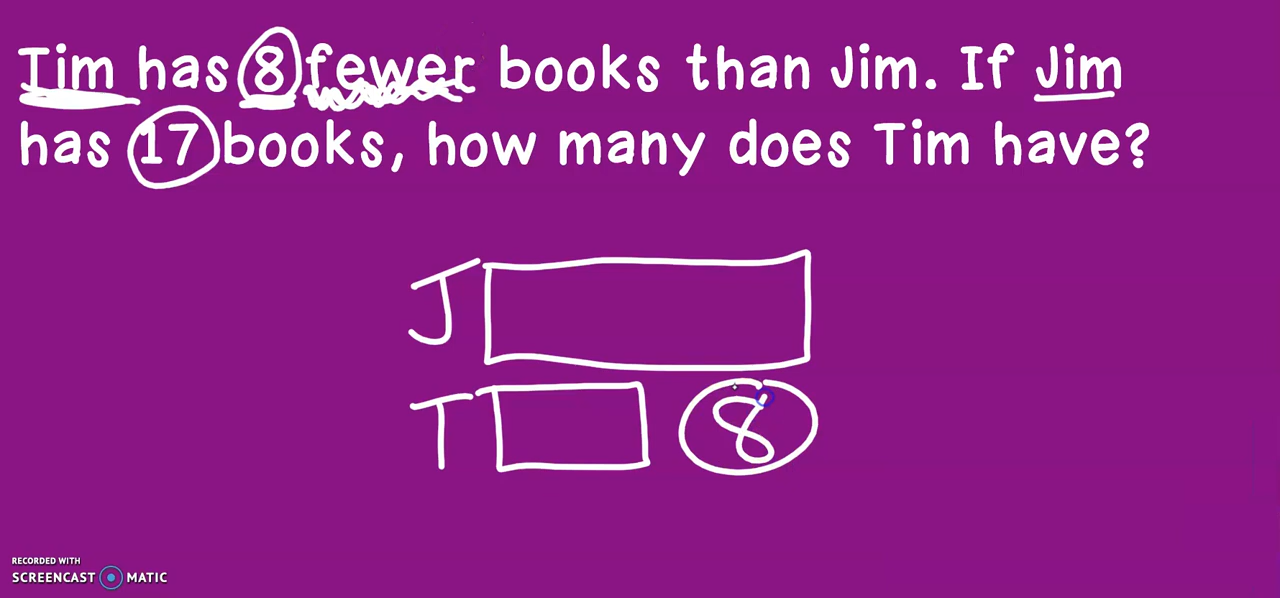 Tim has 8 fewer books than Jim. If Jim
has 17 books, how many does Tim have?
J
T 8
RECORDED WITH
SCREENCAST MATIC